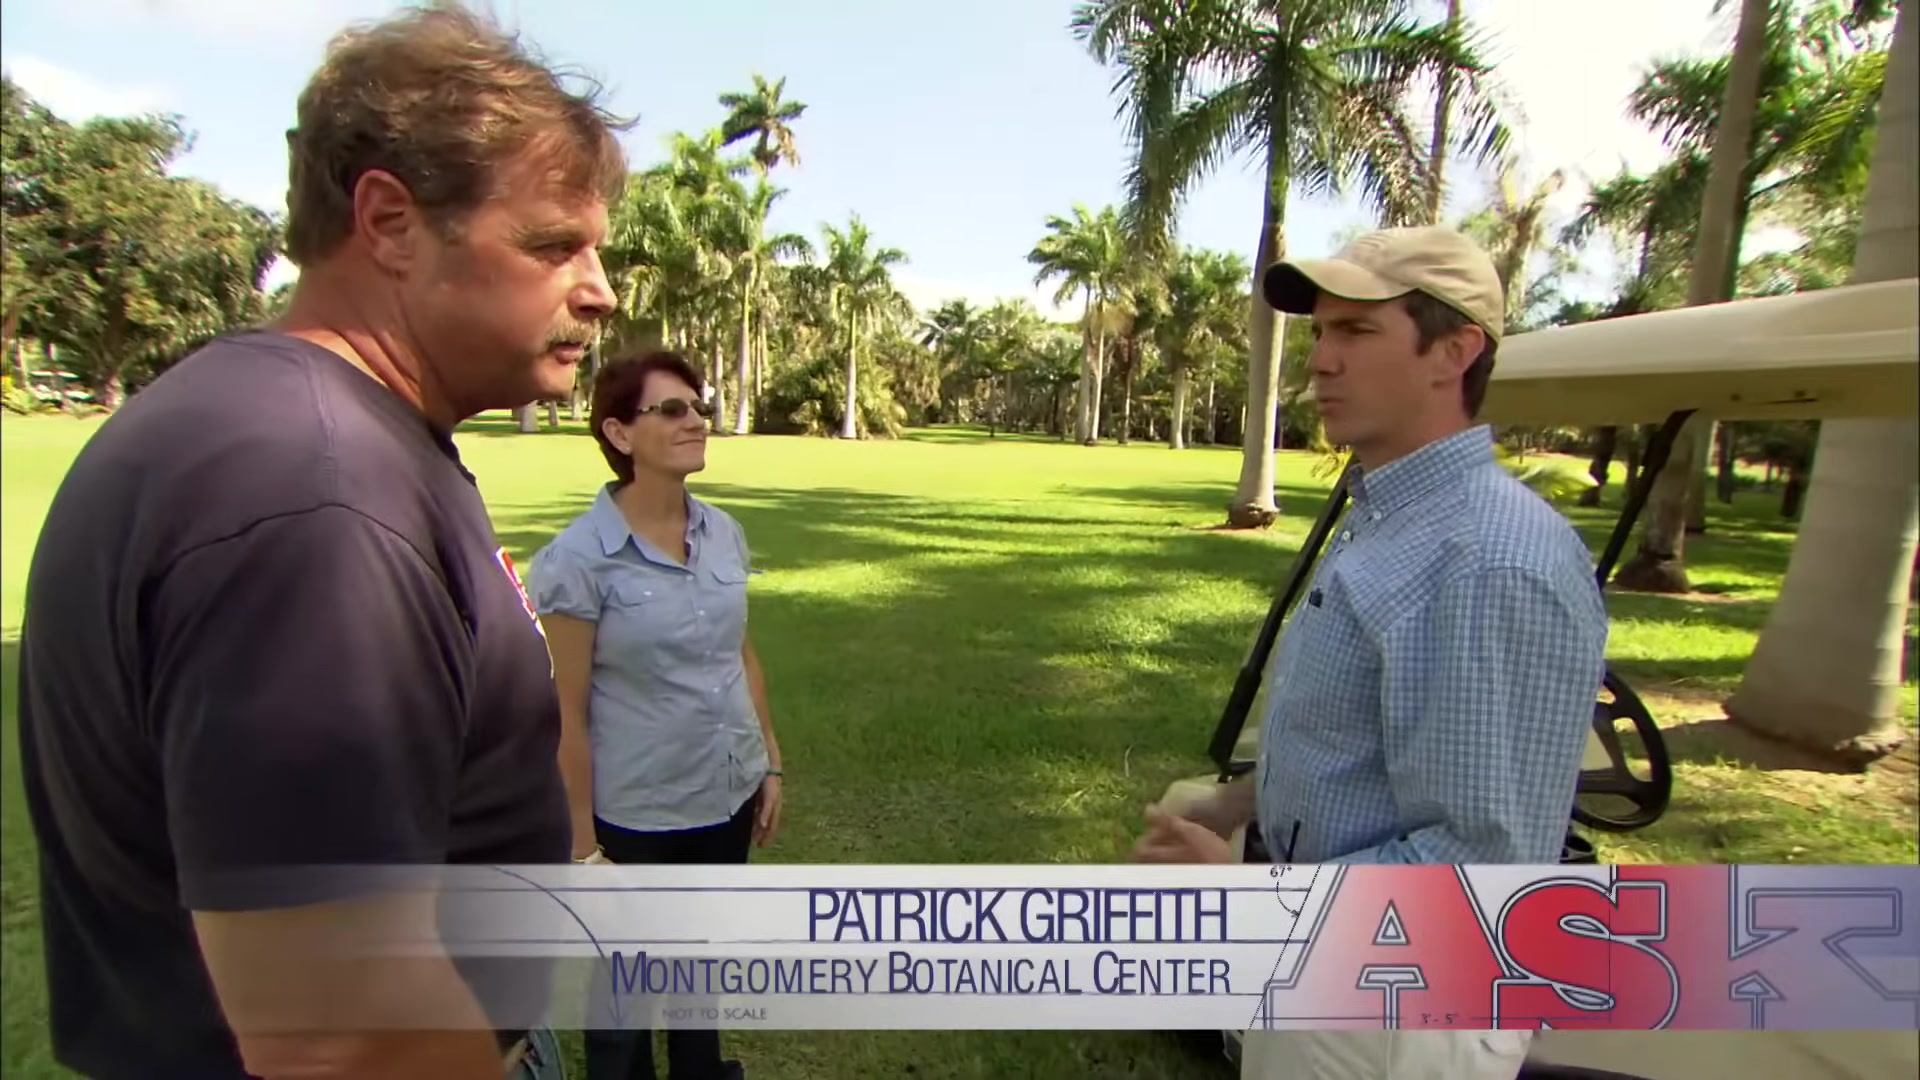 PATRICK GRIFFITH
MONTGOMERY BOTANICAL CENTER
NOT TO SCALE
67°
ASK
3' - 5"